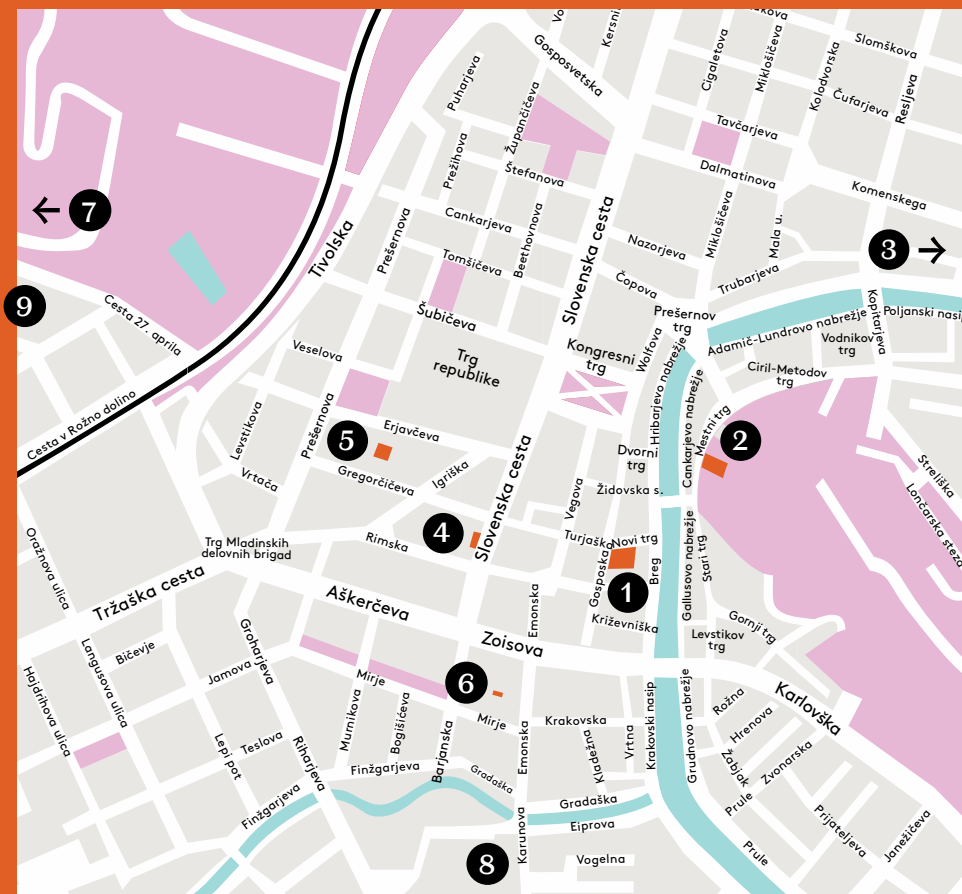 Kersni
Gosposvetska
Cigaletova
Miklošičeva
Slomškova
Kolodvorska
Čufarjeva
Resljeva
Puharjeva
Župančičeva
Prežihova
Štefanova
Tavčarjeva
Dalmatinova
Komenskega
← 7
3 →
Tivolska
Prešernova
Cankarjeva
Tomšičeva
Beethovnova
Slovenska cesta
Nazorjeva
Miklošičeva
Mala u.
Čopova
Trubarjeva
Prešernov
trg
9
Cesta 27. aprila
Šubičeva
Trg
republike
Kongresni
trg
Wolfova
Hribarjevo nabrežje
Adamič-Lundrovo nabrežje
Kopitarjeva
Poljanski nasip
Vodnikov
trg
Ciril-Metodov
trg
Veselova
Cesta v Rožno dolino
Levstikova
Prešernova
5
Erjavčeva
Gregorčičeva
Igriška
Vrtača
Slovenska cesta
Vegova
Dvorni
trg
Židovska s.
Cankarjevo nabrežje
Mestni trg
2
Streliška
Lončarska steza
4
Rimska
Trg Mladinskih
delovnih brigad
Oražnova ulica
Tržaška cesta
Aškerčeva
Turjaška
Novi trg
Gosposka
1
Breg
Gallusovo nabrežje
Stari trg
Križevniška
Levstikov
trg
Gornji trg
Emonska
Zoisova
Karlovška
Hajdrihova ulica
Langusova ulica
Bičevje
Jamova
Groharjeva
Mirje
6
Mirje
Murnikova
Bogišičeva
Barjanska
Emonska
Krakovska
Kladezna
Vrtna
Krakovski nasip
Grudnovo nabrežje
Rožna
Hrenova
Žabjak
Zvonarska
Prule
Prijateljeva
Janežičeva
Prule
Lepi pot
Teslova
Riharjeva
Finžgarjeva
Finžgarjeva
Gradaška
Gradaška
Eiprova
Karunova
8
Vogelna